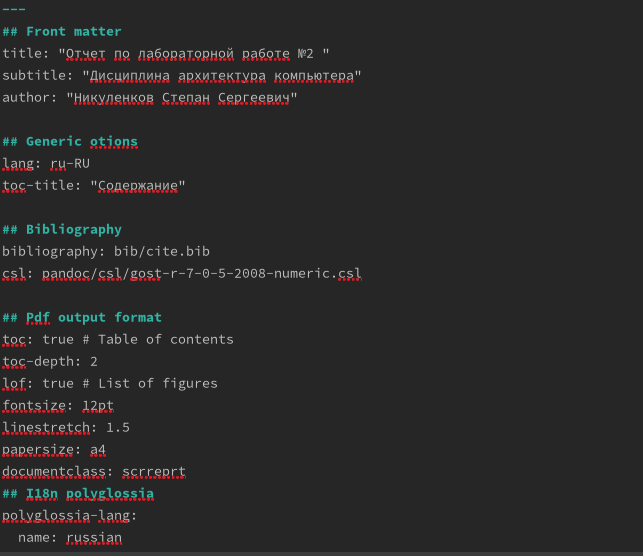 ---
## Front matter
title: "Отчет по лабораторной работе №2 "
subtitle: "Дисциплина архитектура компьютера"
author: "Никуленков Степан Сергеевич"
## Generic otions
lang: ru-RU
toc-title: "Содержание"
## Bibliography
bibliography: bib/cite.bib
csl: pandoc/csl/gost-r-7-0-5-2008-numeric.csl
## Pdf output format
toc: true # Table of contents
toc-depth: 2
lof: true # List of figures
fontsize: 12pt
linestretch: 1.5
papersize: a4
documentclass: scrreprt
## I18n polyglossia
polyglossia-lang:
  name: russian